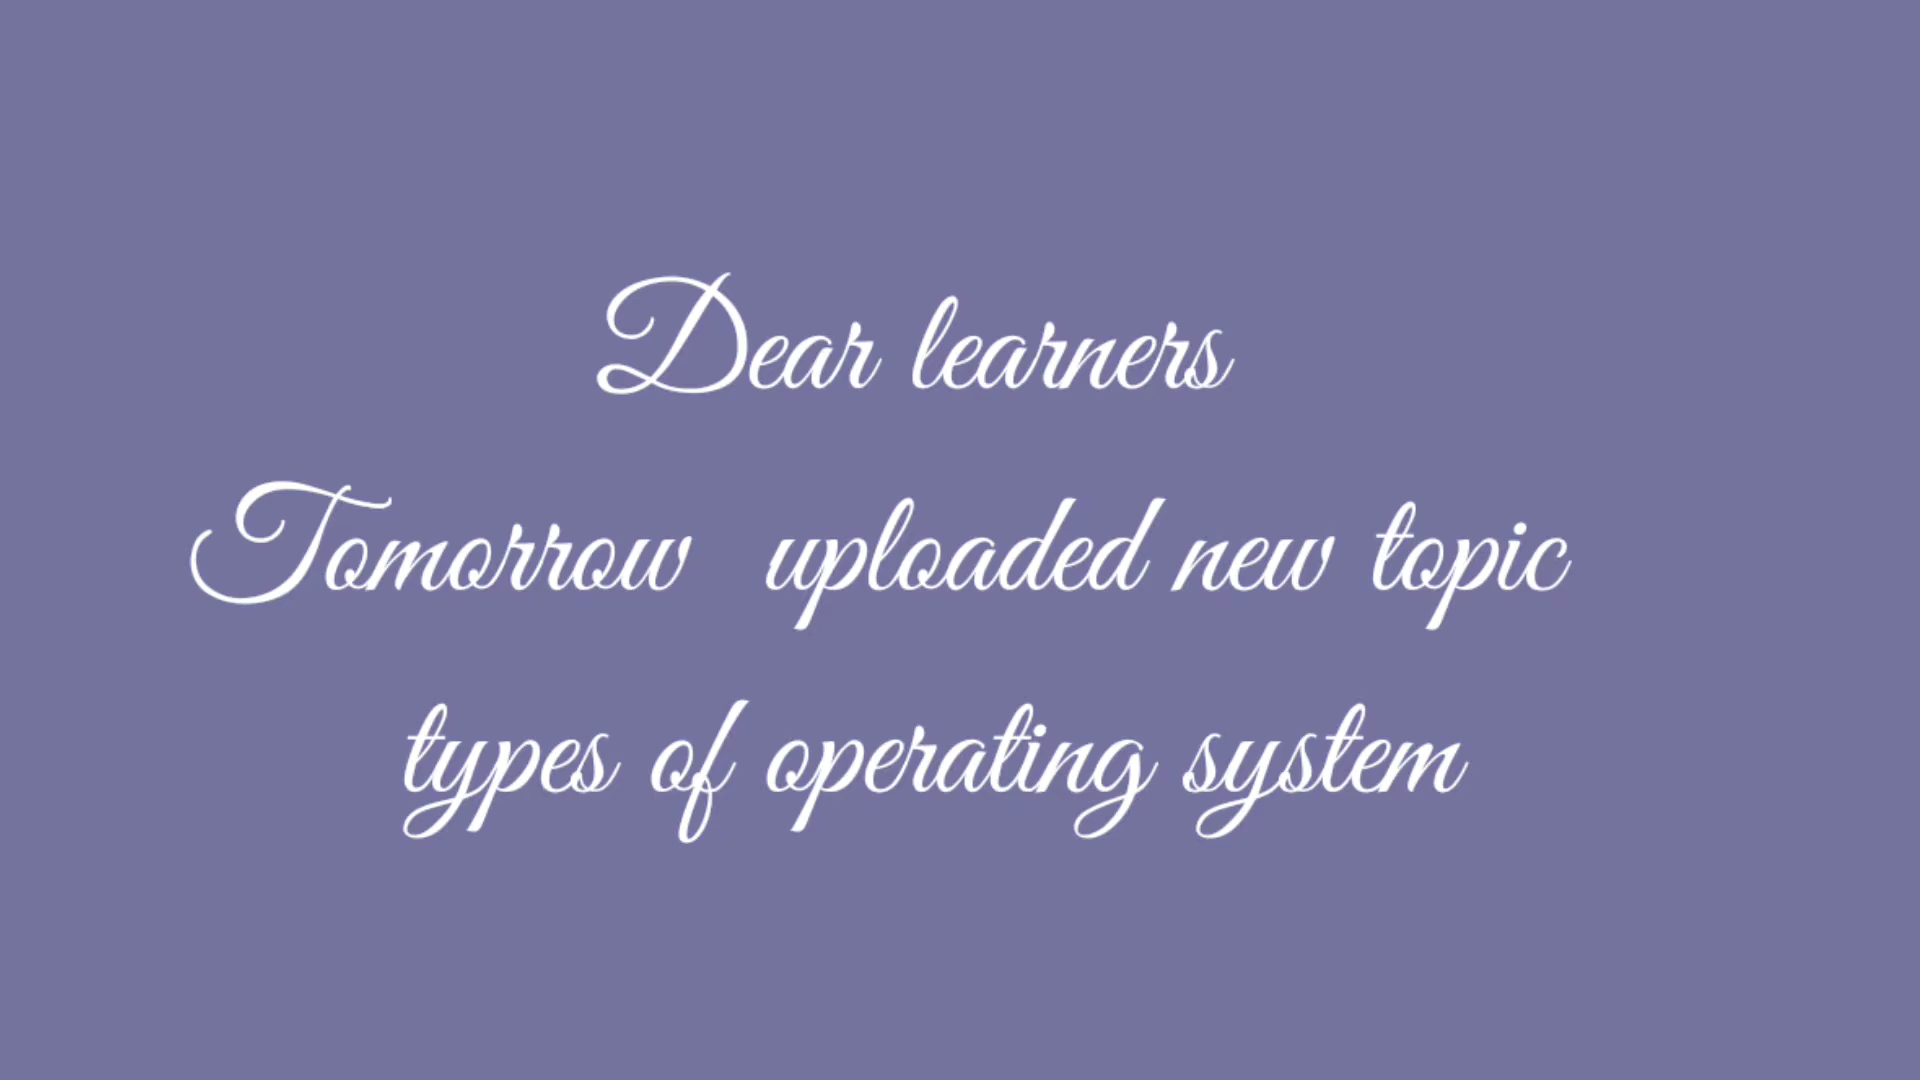 Dear learners
Tomorrow  uploaded new topic
types of operating system